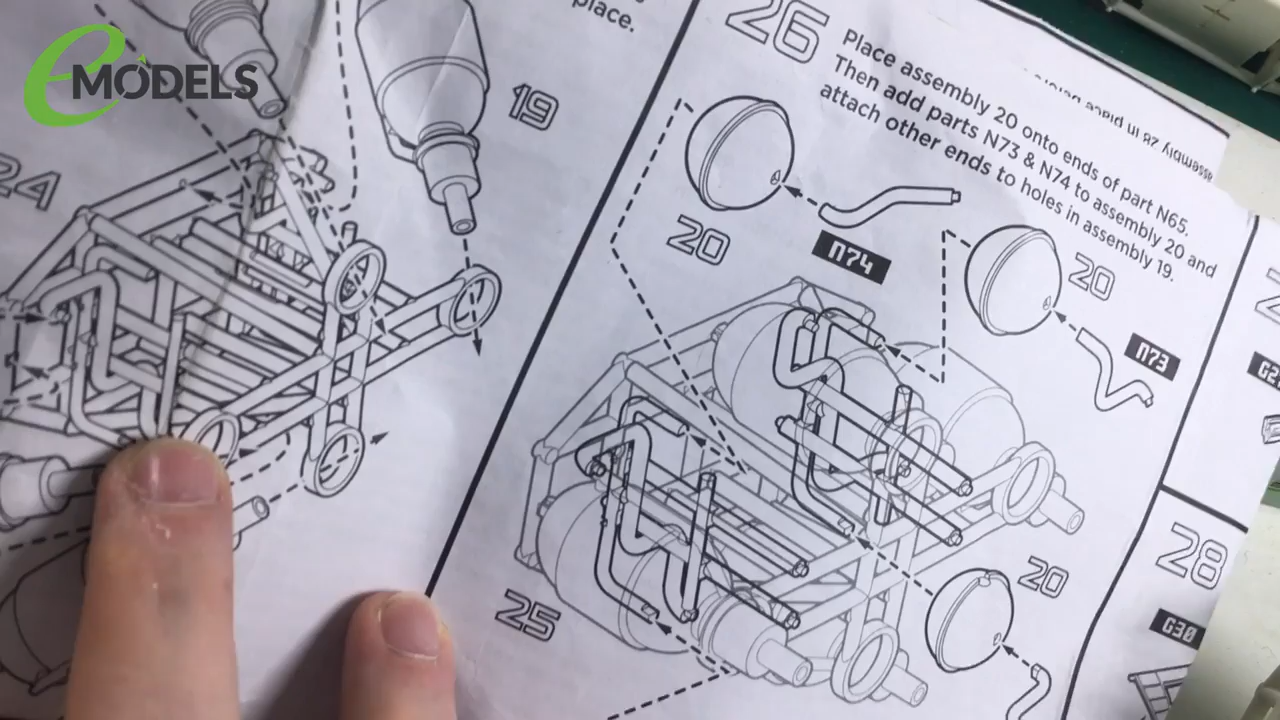 eMODELS
place.
19
24
26
Place assembly 20 onto ends of part N65.
Then add parts N73 & N74 to assembly 20 and
attach other ends to holes in assembly 19.
20
N74
20
N73
20
25
28
G30